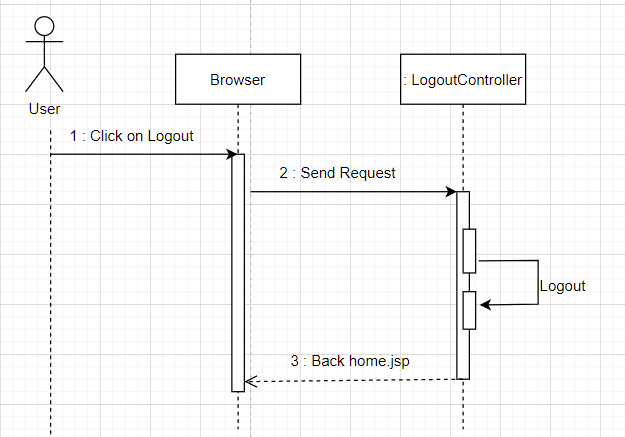 User
Browser
: LogoutController
1 : Click on Logout
2 : Send Request
Logout
3 : Back home.jsp